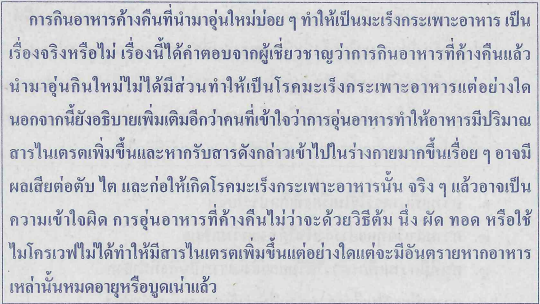 การกินอาหารค้างคืนที่นำมาอุ่นใหม่บ่อย ๆ ทำให้เป็นมะเร็งกระเพาะอาหาร เป็น
เรื่องจริงหรือไม่ เรื่องนี้ได้คำตอบจากผู้เชี่ยวชาญว่าการกินอาหารที่ค้างคืนแล้ว
นำมาอุ่นกินใหม่ไม่ได้มีส่วนทำให้เป็นโรคมะเร็งกระเพาะอาหารแต่อย่างใด
นอกจากนี้ยังอธิบายเพิ่มเติมอีกว่าคนที่เข้าใจว่าการอุ่นอาหารทำให้อาหารมีปริมาณ
สารไนเตรตเพิ่มขึ้นและหากรับสารดังกล่าวเข้าไปในร่างกายมากขึ้นเรื่อย ๆ อาจมี
ผลเสียต่อตับ ไต และก่อให้เกิดโรคมะเร็งกระเพาะอาหารนั้น จริง ๆ แล้วอาจเป็น
ความเข้าใจผิด การอุ่นอาหารที่ค้างคืนไม่ว่าจะด้วยวิธีต้ม นึ่ง ผัด ทอด หรือใช้
ไมโครเวฟไม่ได้ทำให้มีสารไนเตรตเพิ่มขึ้นแต่อย่างใดแต่จะมีอันตรายหากอาหาร
เหล่านั้นหมดอายุหรือบูดเน่าแล้ว